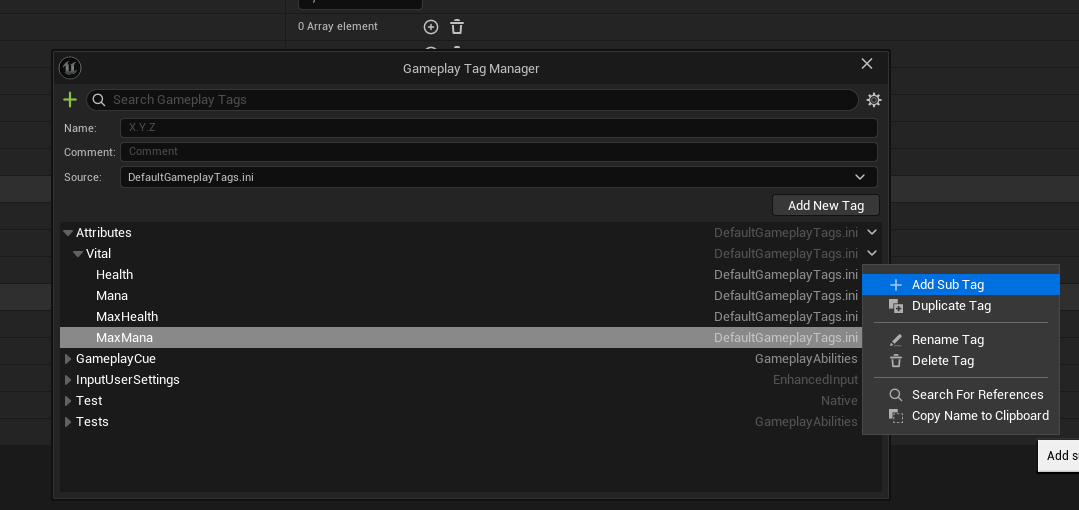 0 Array element
Gameplay Tag Manager
Search Gameplay Tags
Name: X.Y.Z
Comment: Comment
Source: DefaultGameplayTags.ini
Add New Tag
Attributes DefaultGameplayTags.ini
Vital DefaultGameplayTags.ini
Health DefaultGameplayTags.ini
Mana DefaultGameplayTags.ini
MaxHealth DefaultGameplayTags.ini
MaxMana DefaultGameplayTags.ini
GameplayCue GameplayAbilities
InputUserSettings EnhancedInput
Test Native
Tests GameplayAbilities
Add Sub Tag
Duplicate Tag
Rename Tag
Delete Tag
Search For References
Copy Name to Clipboard
Add